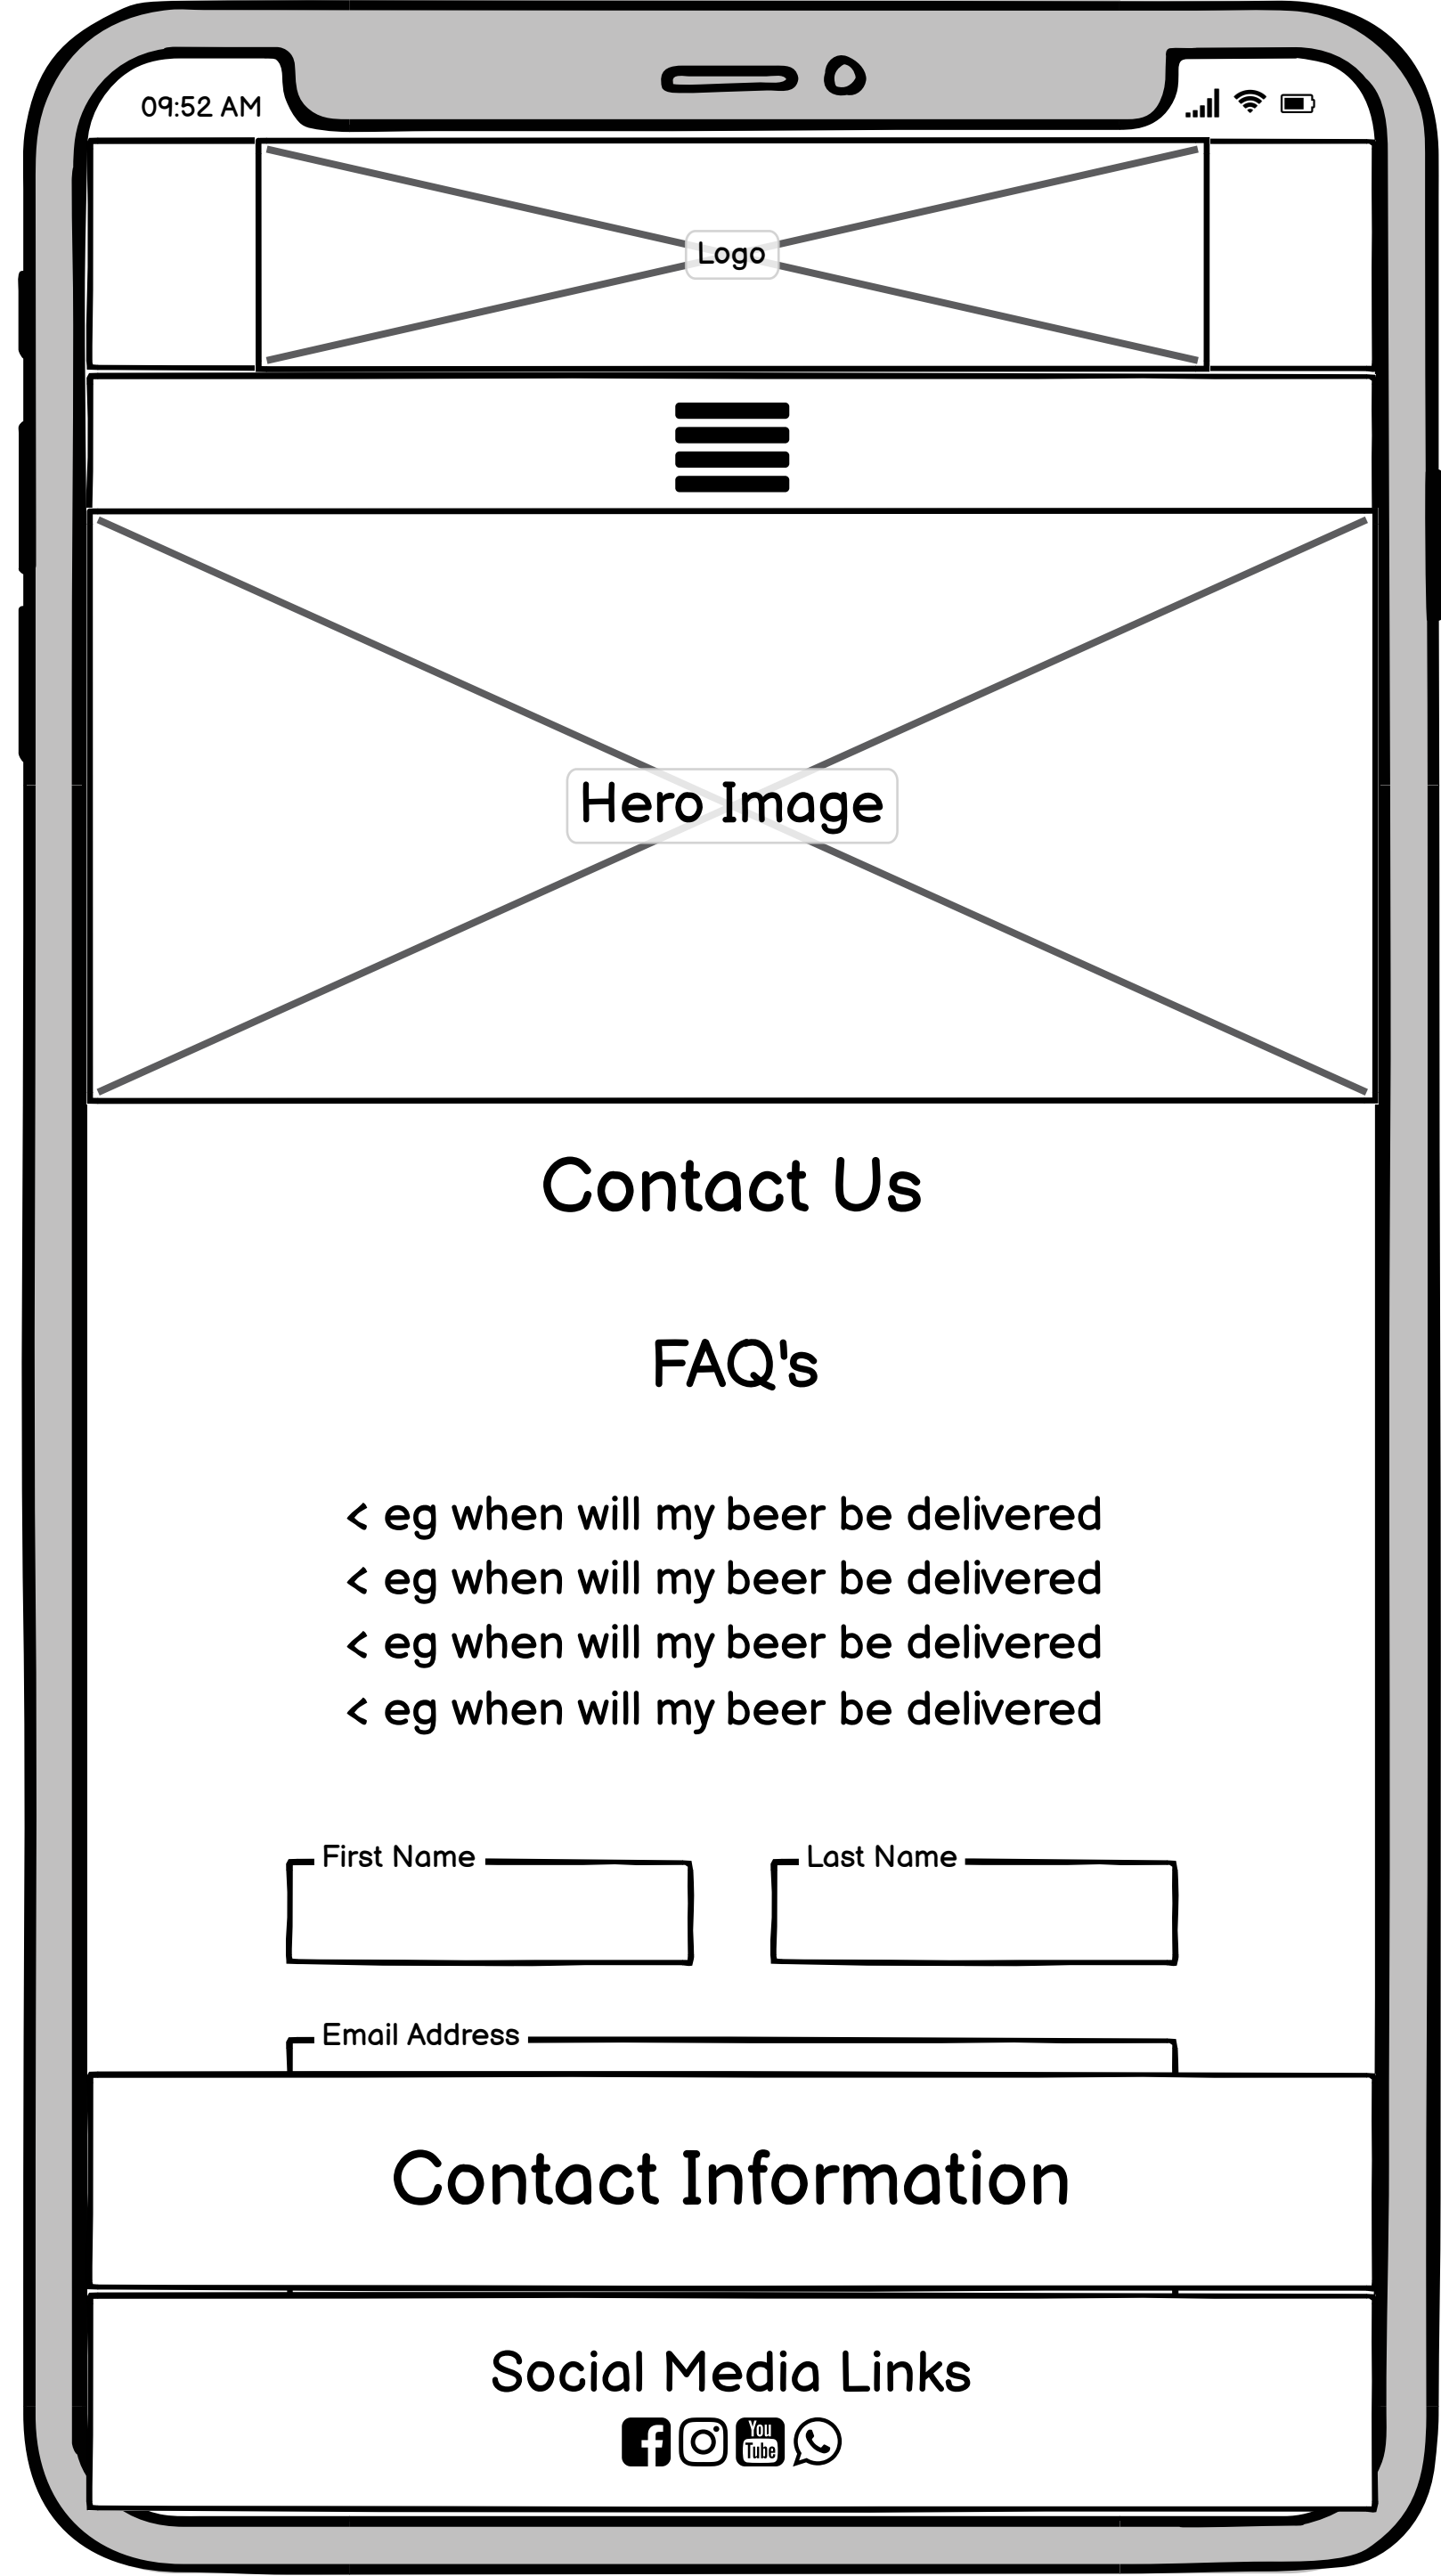 09:52 AM
Logo
Hero Image
Contact Us
FAQ's
< eg when will my beer be delivered
< eg when will my beer be delivered
< eg when will my beer be delivered
< eg when will my beer be delivered
First Name Last Name
Email Address
Contact Information
Social Media Links
You
Tube